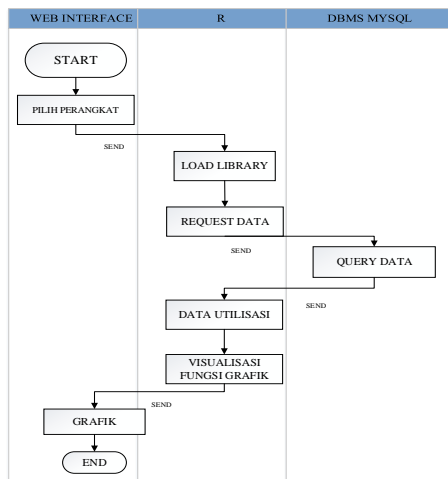 WEB INTERFACE
R
DBMS MYSQL
START
PILIH PERANGKAT
SEND
LOAD LIBRARY
REQUEST DATA
SEND
QUERY DATA
SEND
DATA UTILISASI
VISUALISASI
FUNGSI GRAFIK
SEND
GRAFIK
END